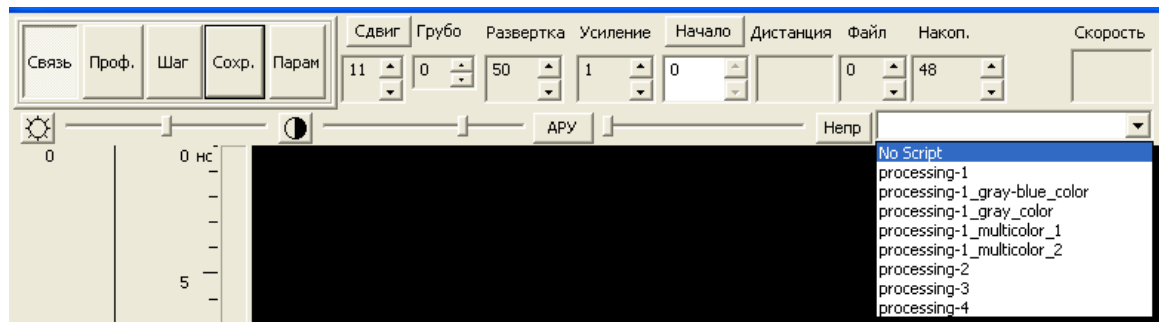 Сдвиг Грубо Развертка Усиление Начало Дистанция Файл Накоп. Скорость
Связь Проф. Шаг Сохр. Парам 11 0 50 1 0 0 48
АРУ Непр
0 0 нс
No Script
processing-1
processing-1_gray-blue_color
processing-1_gray_color
processing-1_multicolor_1
processing-1_multicolor_2
5
processing-2
processing-3
processing-4